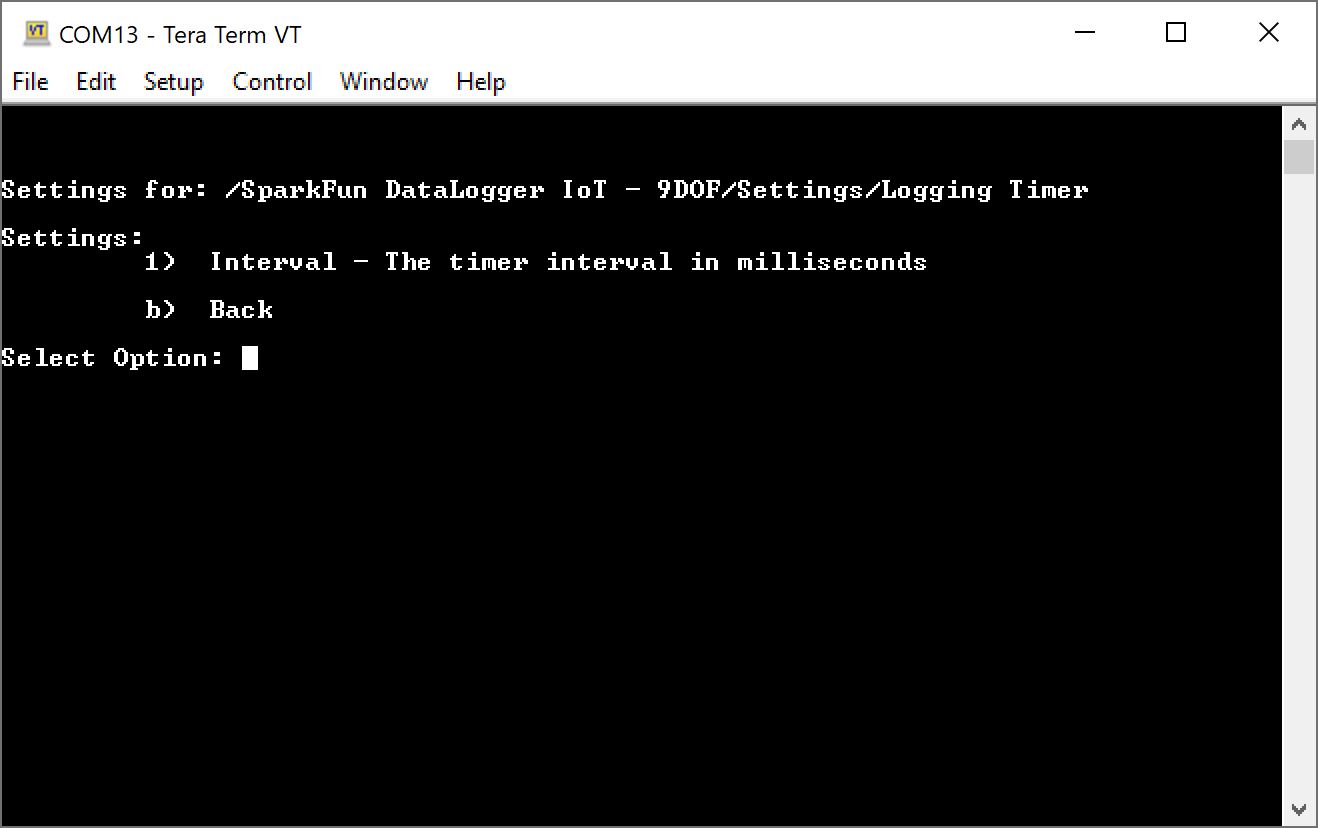 COM13 - Tera Term VT
File Edit Setup Control Window Help
Settings for: /SparkFun DataLogger IoT - 9DOF/Settings/Logging Timer
Settings:
1) Interval - The timer interval in milliseconds
b) Back
Select Option: